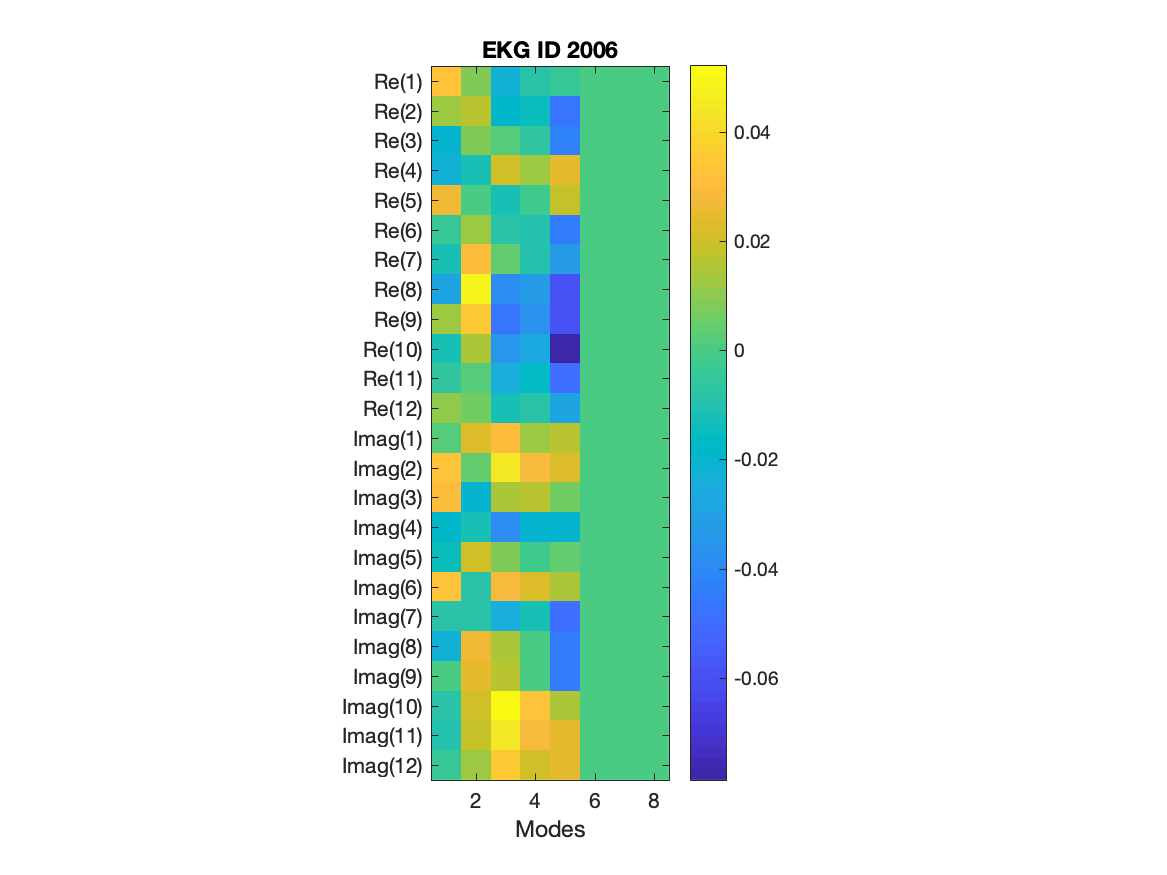 EKG ID 2006
Re(1)
Re(2)
Re(3)
Re(4)
Re(5)
Re(6)
Re(7)
Re(8)
Re(9)
Re(10)
Re(11)
Re(12)
Imag(1)
Imag(2)
Imag(3)
Imag(4)
Imag(5)
Imag(6)
Imag(7)
Imag(8)
Imag(9)
Imag(10)
Imag(11)
Imag(12)
2 4 6 8
Modes
0.04
0.02
0
-0.02
-0.04
-0.06